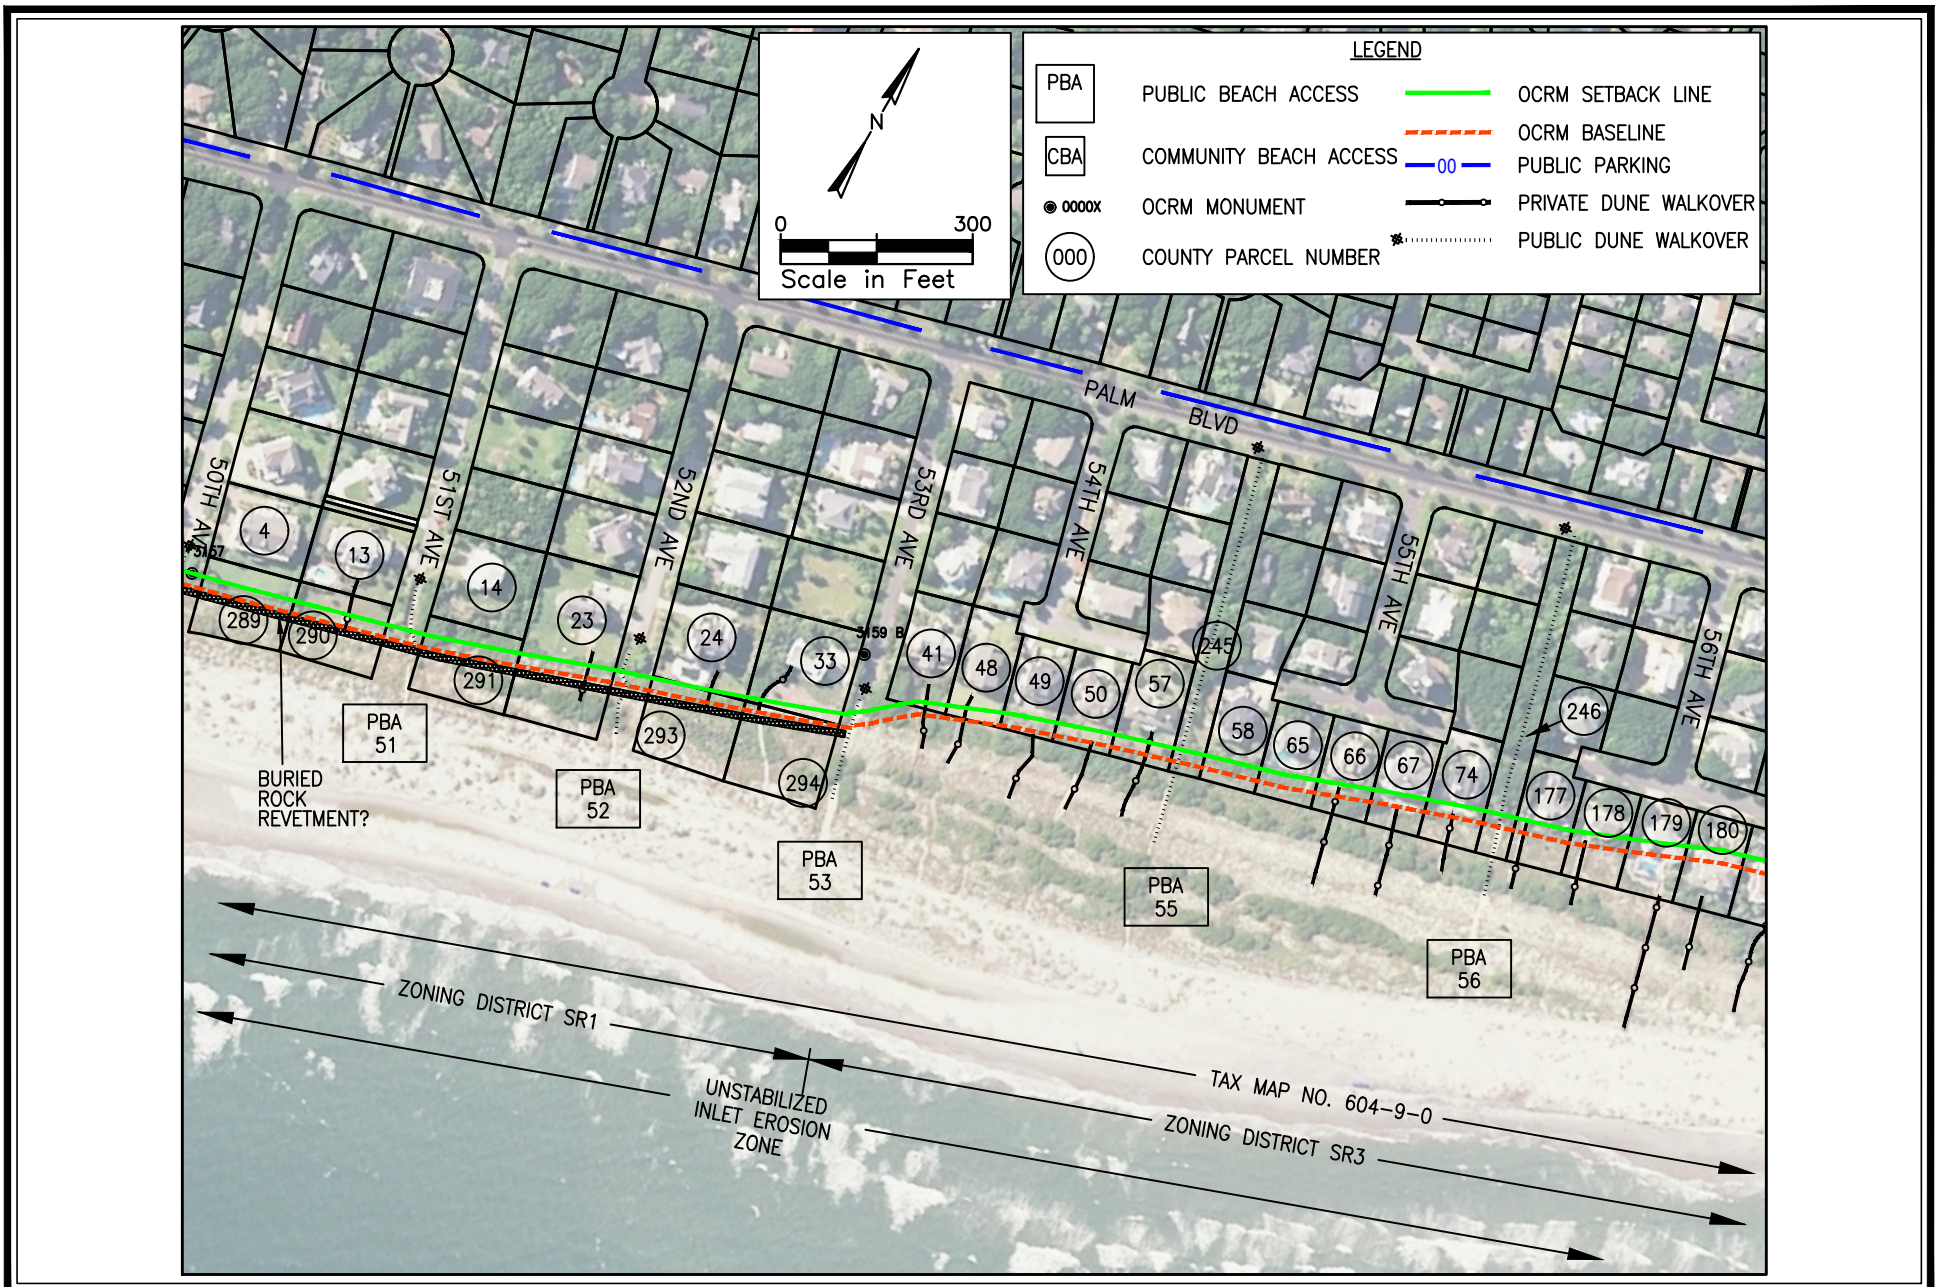 LEGEND
PBA
PUBLIC BEACH ACCESS
OCRM SETBACK LINE
OCRM BASELINE
CBA
COMMUNITY BEACH ACCESS
00
PUBLIC PARKING
0000X
OCRM MONUMENT
PRIVATE DUNE WALKOVER
000
COUNTY PARCEL NUMBER
PUBLIC DUNE WALKOVER
N
0
300
Scale in Feet
PALM BLVD
50TH AVE
51ST AVE
52ND AVE
53RD AVE
54TH AVE
55TH AVE
56TH AVE
3157
3159 B
4
13
14
23
24
33
41
48
49
50
57
245
58
65
66
67
74
246
177
178
179
180
289
290
291
293
294
PBA
51
PBA
52
PBA
53
PBA
55
PBA
56
BURIED
ROCK
REVETMENT?
ZONING DISTRICT SR1
TAX MAP NO. 604-9-0
UNSTABILIZED
INLET EROSION
ZONE
ZONING DISTRICT SR3